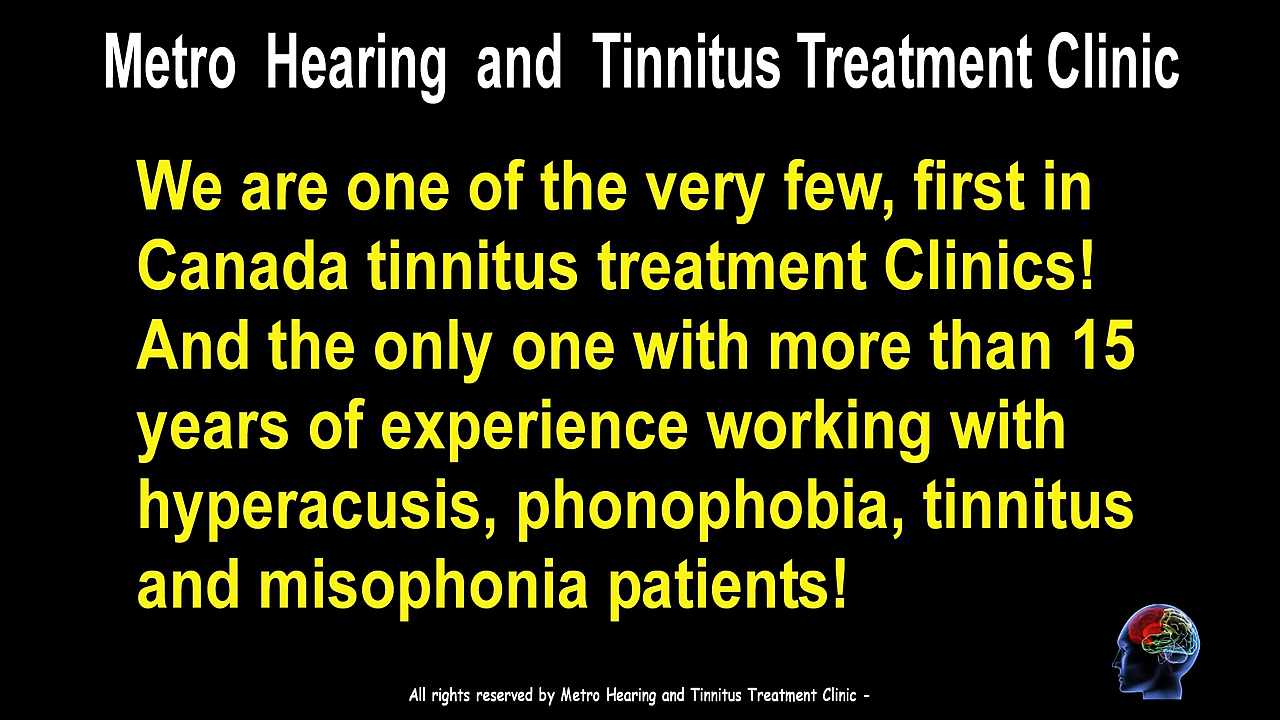 Metro Hearing and Tinnitus Treatment Clinic
We are one of the very few, first in
Canada tinnitus treatment Clinics!
And the only one with more than 15
years of experience working with
hyperacusis, phonophobia, tinnitus
and misophonia patients!
All rights reserved by Metro Hearing and Tinnitus Treatment Clinic -